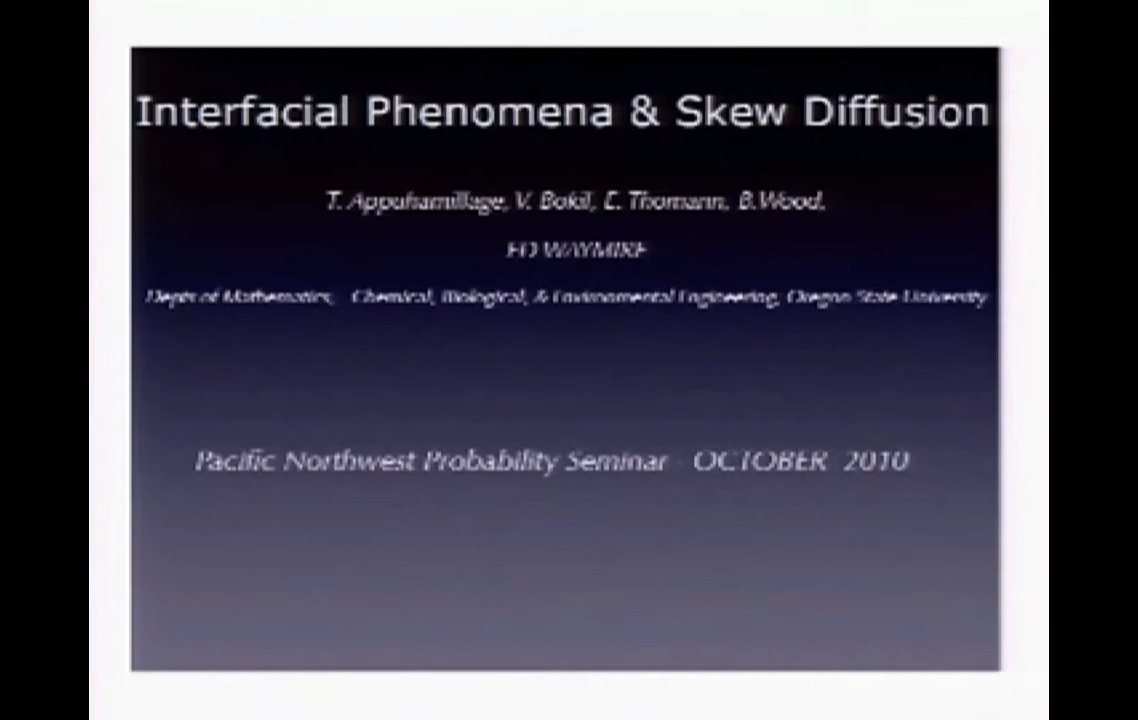 Interfacial Phenomena & Skew Diffusion
T. Appuhamillage, V. Bokil, E. Thomann, B.Wood,
ED WAYMIRE
Depts of Mathematics, Chemical, Biological, & Environmental Engineering, Oregon State University
Pacific Northwest Probability Seminar - OCTOBER 2010